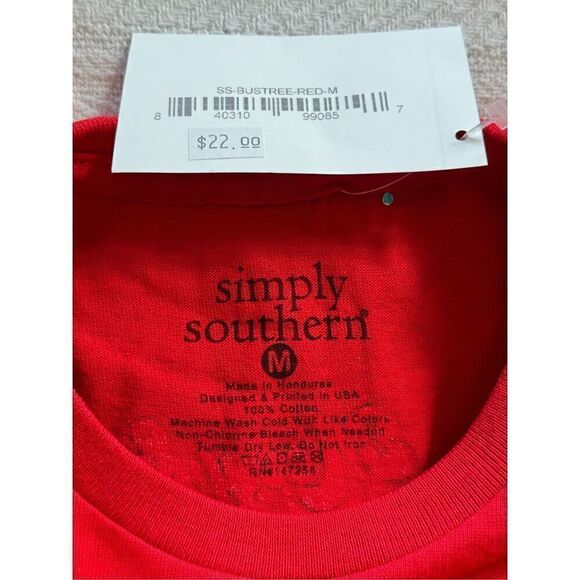 SS-BUSTREE-RED-M
8 40310 99085 7
$22.00
simply
southern®
M
Made in Honduras
Designed & Printed in USA
100% Cotton
Machine Wash Cold With Like Colors
Non-Chlorine Bleach When Needed
Tumble Dry Low. Do Not Iron
RN#147258